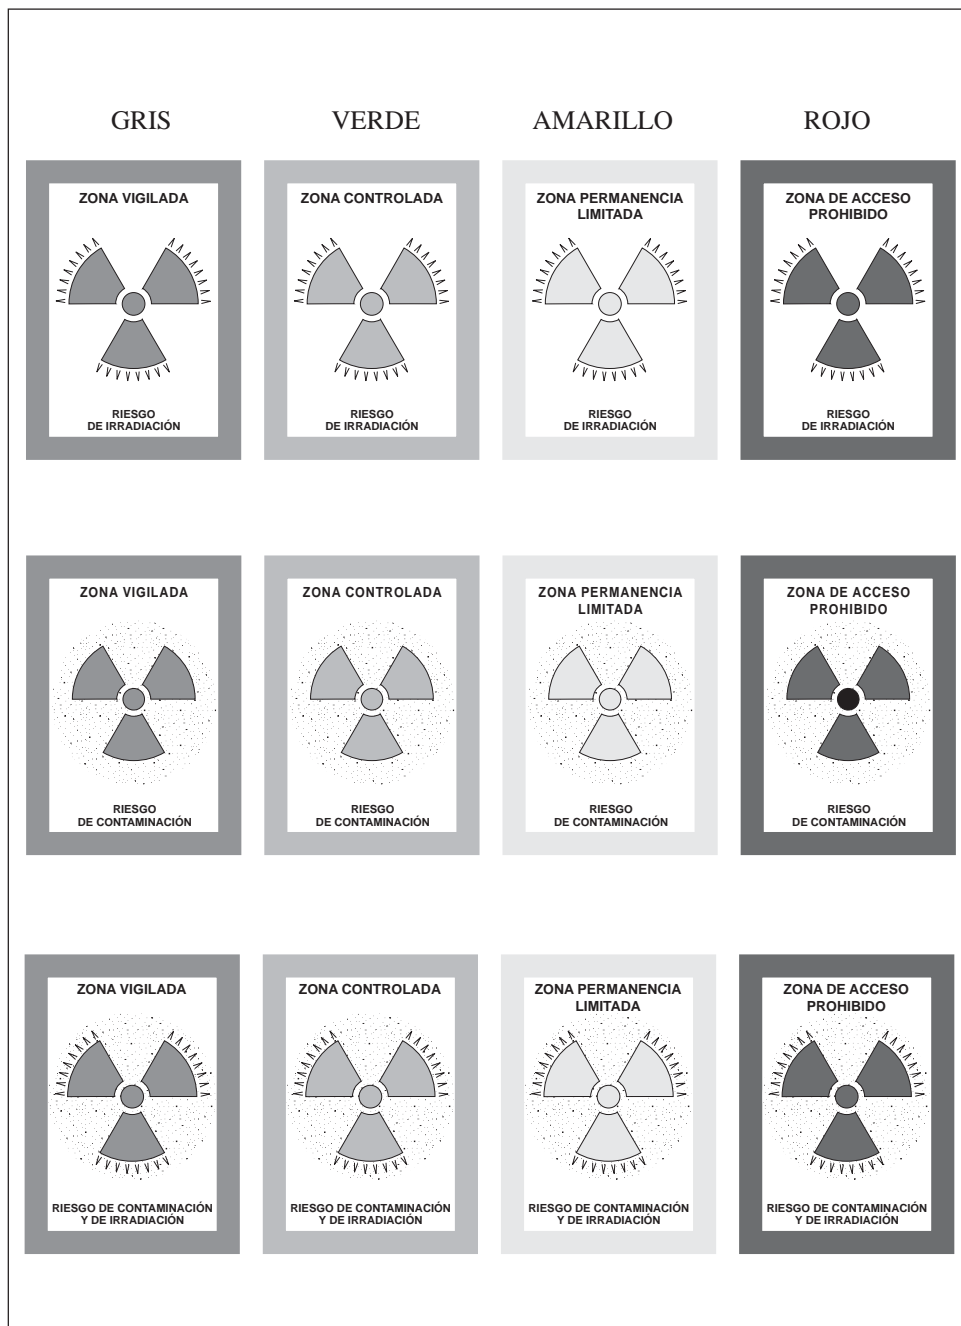 GRIS VERDE AMARILLO ROJO
ZONA VIGILADA
RIESGO
DE IRRADIACIÓN
ZONA CONTROLADA
RIESGO
DE IRRADIACIÓN
ZONA PERMANENCIA
LIMITADA
RIESGO
DE IRRADIACIÓN
ZONA DE ACCESO
PROHIBIDO
RIESGO
DE IRRADIACIÓN
ZONA VIGILADA
RIESGO
DE CONTAMINACIÓN
ZONA CONTROLADA
RIESGO
DE CONTAMINACIÓN
ZONA PERMANENCIA
LIMITADA
RIESGO
DE CONTAMINACIÓN
ZONA DE ACCESO
PROHIBIDO
RIESGO
DE CONTAMINACIÓN
ZONA VIGILADA
RIESGO DE CONTAMINACIÓN
Y DE IRRADIACIÓN
ZONA CONTROLADA
RIESGO DE CONTAMINACIÓN
Y DE IRRADIACIÓN
ZONA PERMANENCIA
LIMITADA
RIESGO DE CONTAMINACIÓN
Y DE IRRADIACIÓN
ZONA DE ACCESO
PROHIBIDO
RIESGO DE CONTAMINACIÓN
Y DE IRRADIACIÓN